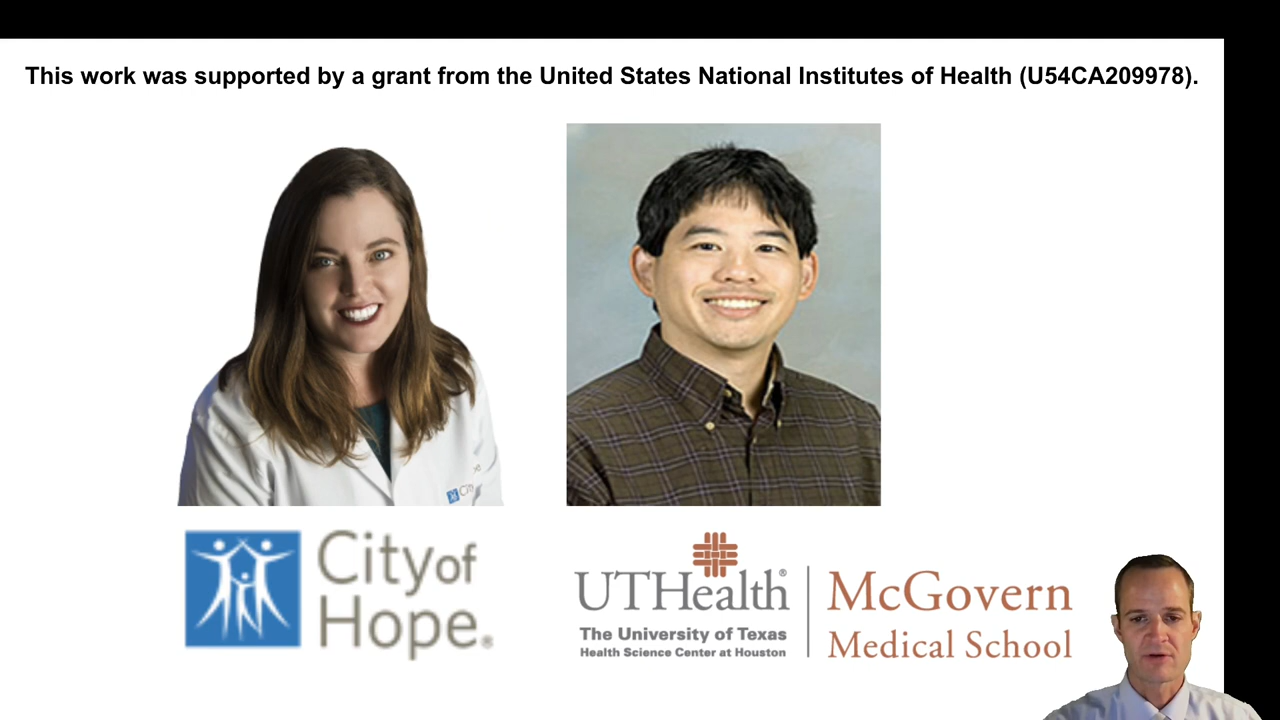 This work was supported by a grant from the United States National Institutes of Health (U54CA209978).
City of
Hope®
UTHealth®
The University of Texas
Health Science Center at Houston
McGovern
Medical School